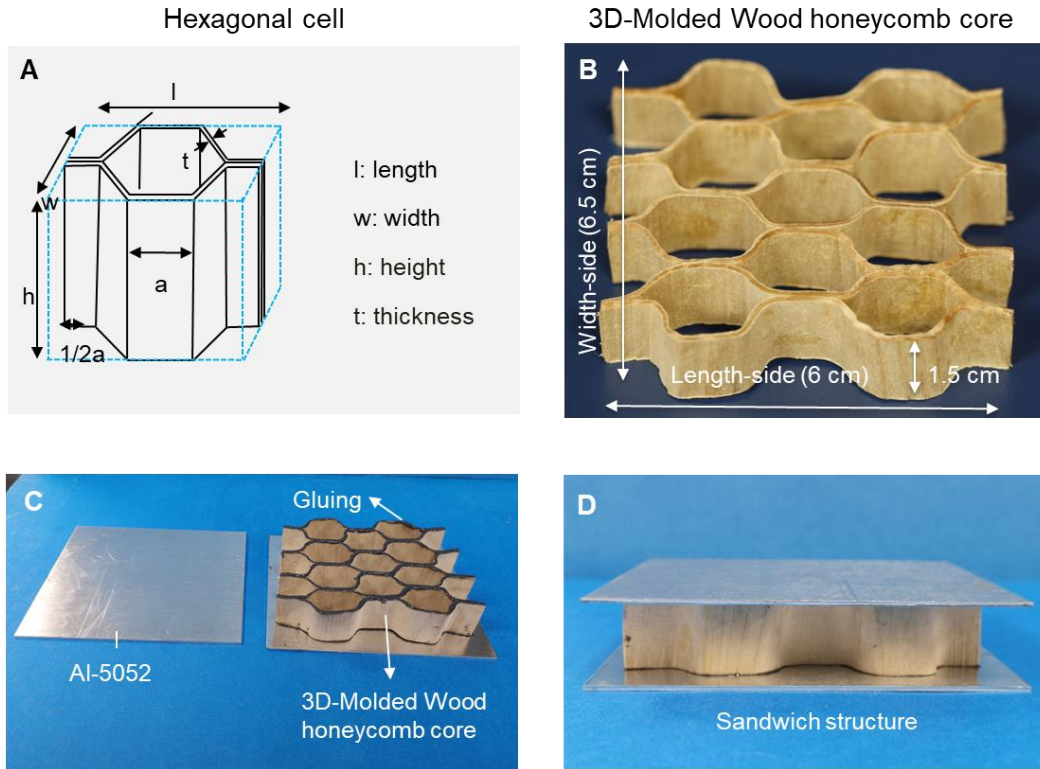 Hexagonal cell
3D-Molded Wood honeycomb core
A
l
t
w
h
a
1/2a
l: length
w: width
h: height
t: thickness
B
Width-side (6.5 cm)
Length-side (6 cm)
1.5 cm
C
Gluing
Al-5052
3D-Molded Wood
honeycomb core
D
Sandwich structure